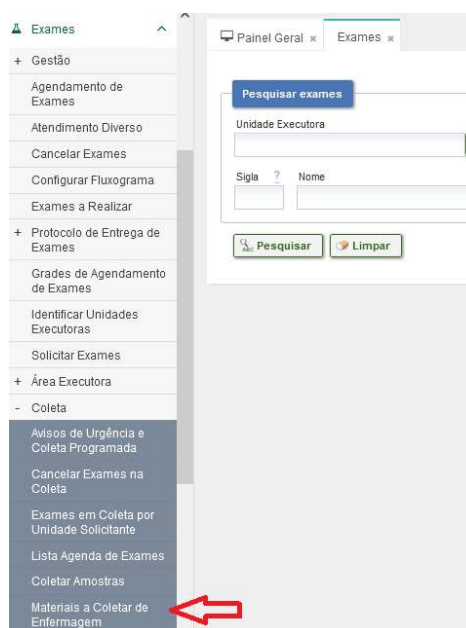 Exames
+ Gestão
Agendamento de
Exames
Atendimento Diverso
Cancelar Exames
Configurar Fluxograma
Exames a Realizar
+ Protocolo de Entrega de
Exames
Grades de Agendamento
de Exames
Identificar Unidades
Executoras
Solicitar Exames
+ Área Executora
- Coleta
Avisos de Urgência e
Coleta Programada
Cancelar Exames na
Coleta
Exames em Coleta por
Unidade Solicitante
Lista Agenda de Exames
Coletar Amostras
Materiais a Coletar de
Enfermagem
Painel Geral × Exames ×
Pesquisar exames
Unidade Executora
Sigla ? Nome
Pesquisar Limpar